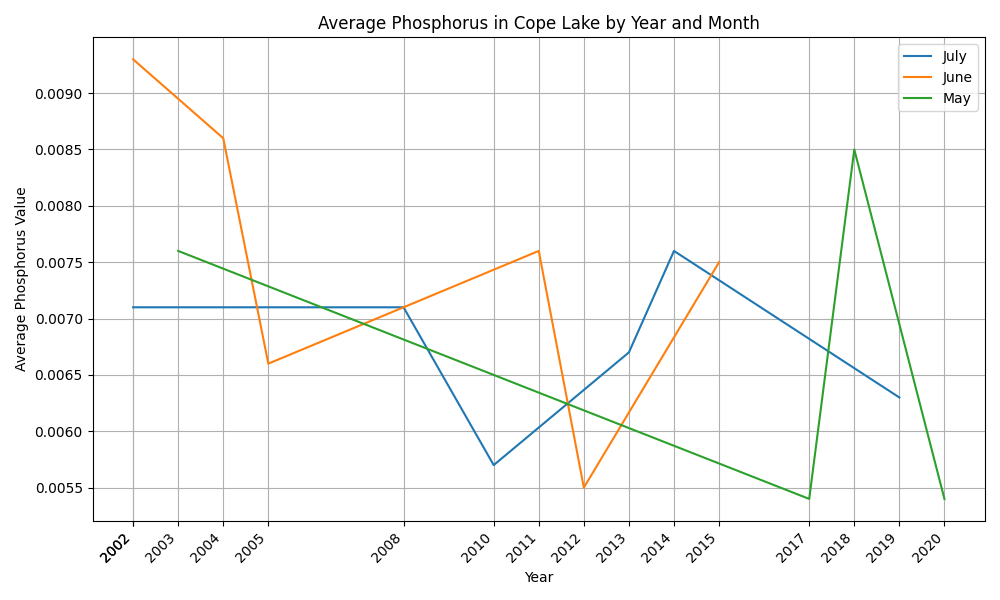 Average Phosphorus in Cope Lake by Year and Month
July
June
May
Average Phosphorus Value
0.0090
0.0085
0.0080
0.0075
0.0070
0.0065
0.0060
0.0055
2002 2002 2003 2004 2005 2008 2010 2011 2012 2013 2014 2015 2017 2018 2019 2020
Year